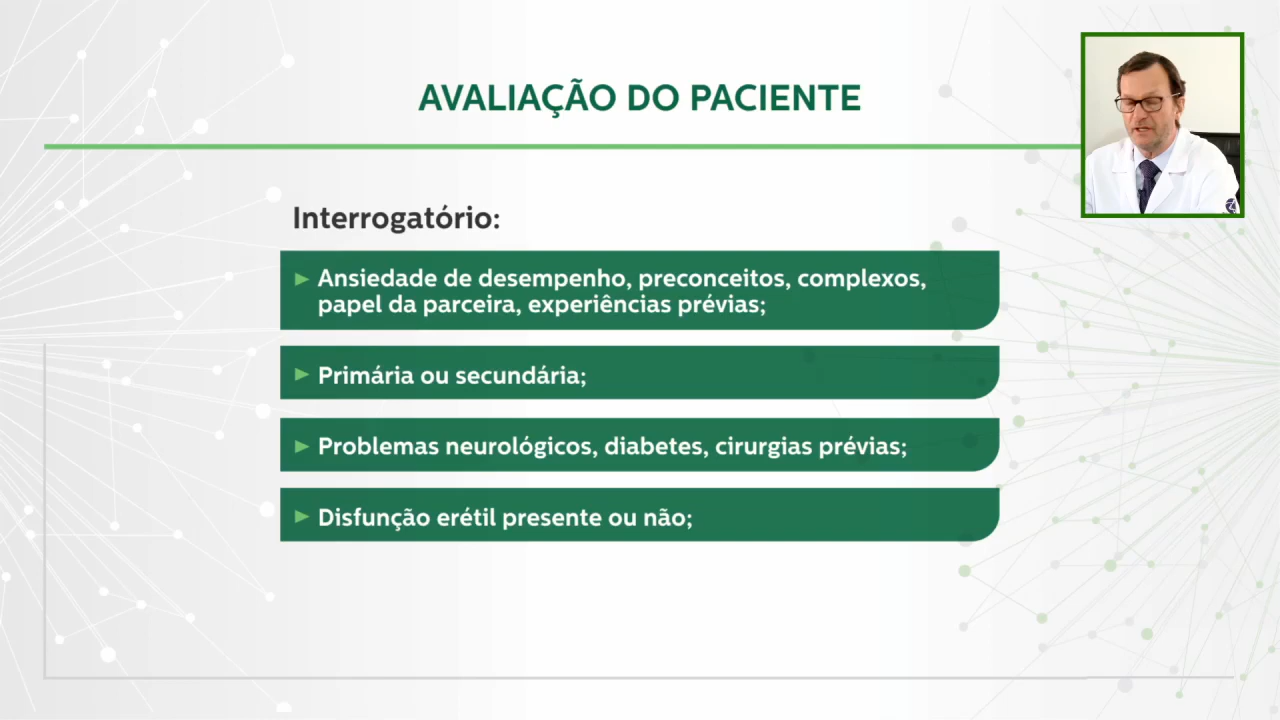 AVALIAÇÃO DO PACIENTE
Interrogatório:
Ansiedade de desempenho, preconceitos, complexos,
papel da parceira, experiências prévias;
Primária ou secundária;
Problemas neurológicos, diabetes, cirurgias prévias;
Disfunção erétil presente ou não;